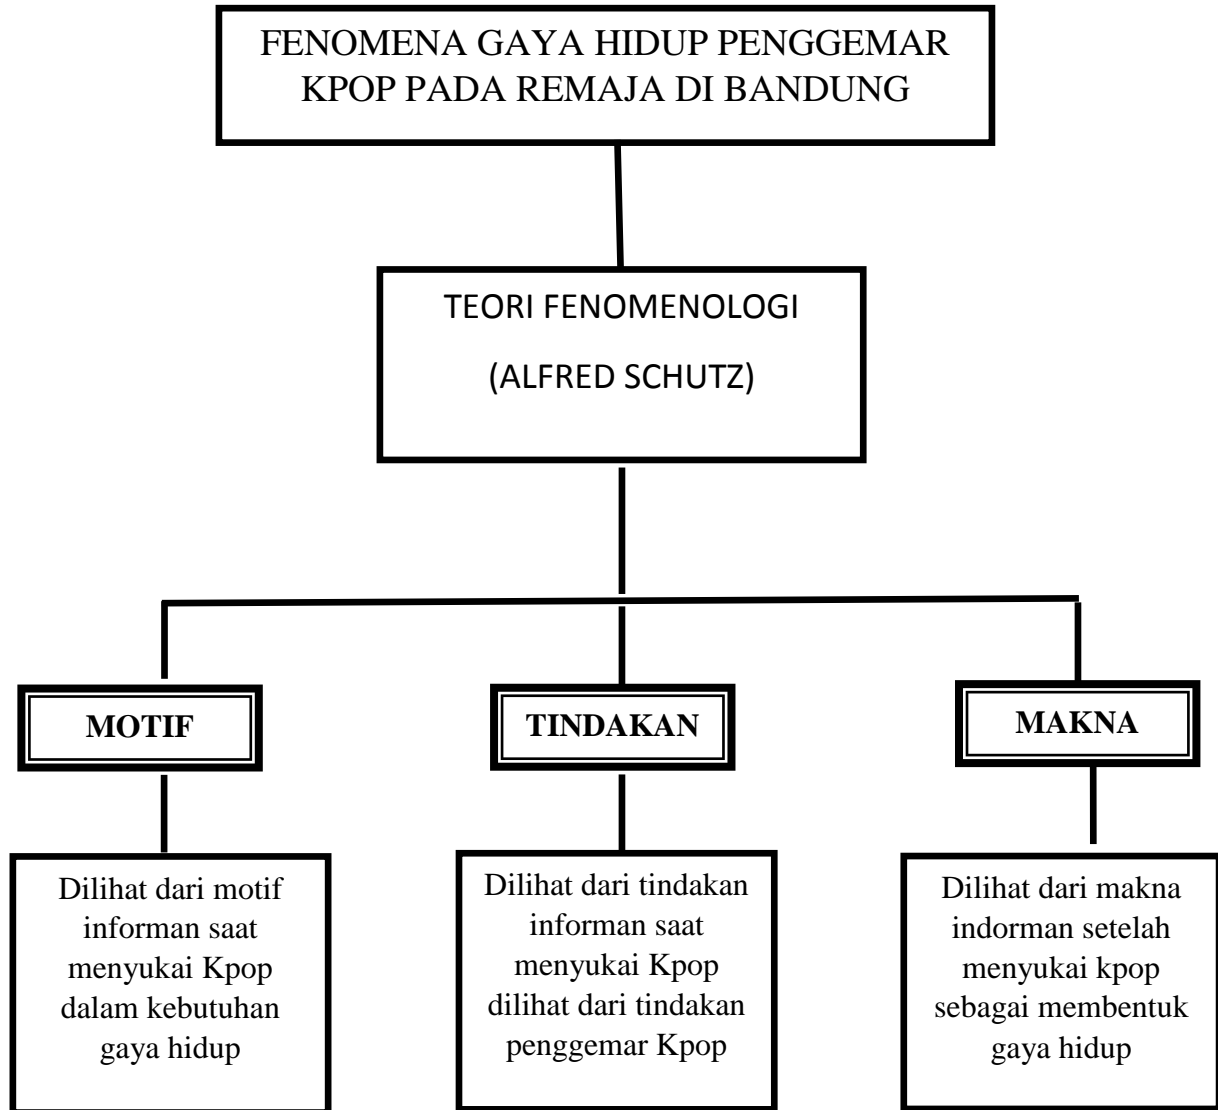 FENOMENA GAYA HIDUP PENGGEMAR
KPOP PADA REMAJA DI BANDUNG
TEORI FENOMENOLOGI
(ALFRED SCHUTZ)
MOTIF
TINDAKAN
MAKNA
Dilihat dari motif
informan saat
menyukai Kpop
dalam kebutuhan
gaya hidup
Dilihat dari tindakan
informan saat
menyukai Kpop
dilihat dari tindakan
penggemar Kpop
Dilihat dari makna
indorman setelah
menyukai kpop
sebagai membentuk
gaya hidup